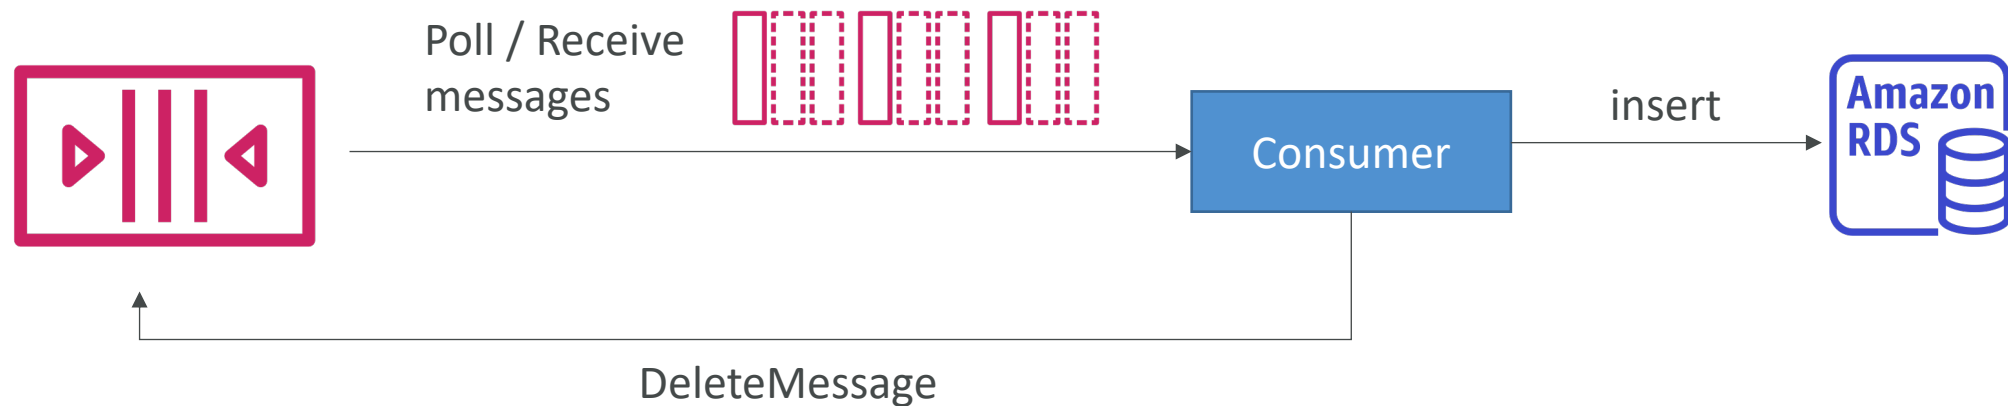 Poll / Receive
messages
Consumer
insert
Amazon
RDS
DeleteMessage